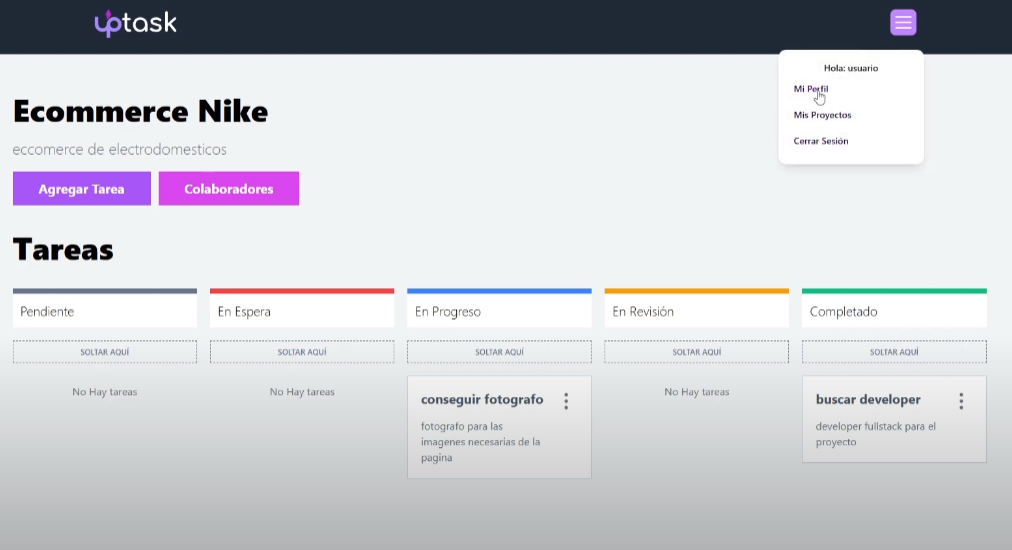 uptask
Hola: usuario
Mi Perfil
Mis Proyectos
Cerrar Sesión
Ecommerce Nike
eccomerce de electrodomesticos
Agregar Tarea
Colaboradores
Tareas
Pendiente
En Espera
En Progreso
En Revisión
Completado
SOLTAR AQUÍ
SOLTAR AQUÍ
SOLTAR AQUÍ
SOLTAR AQUÍ
SOLTAR AQUÍ
No Hay tareas
No Hay tareas
conseguir fotografo
fotografo para las
imagenes necesarias de la
pagina
No Hay tareas
buscar developer
developer fullstack para el
proyecto